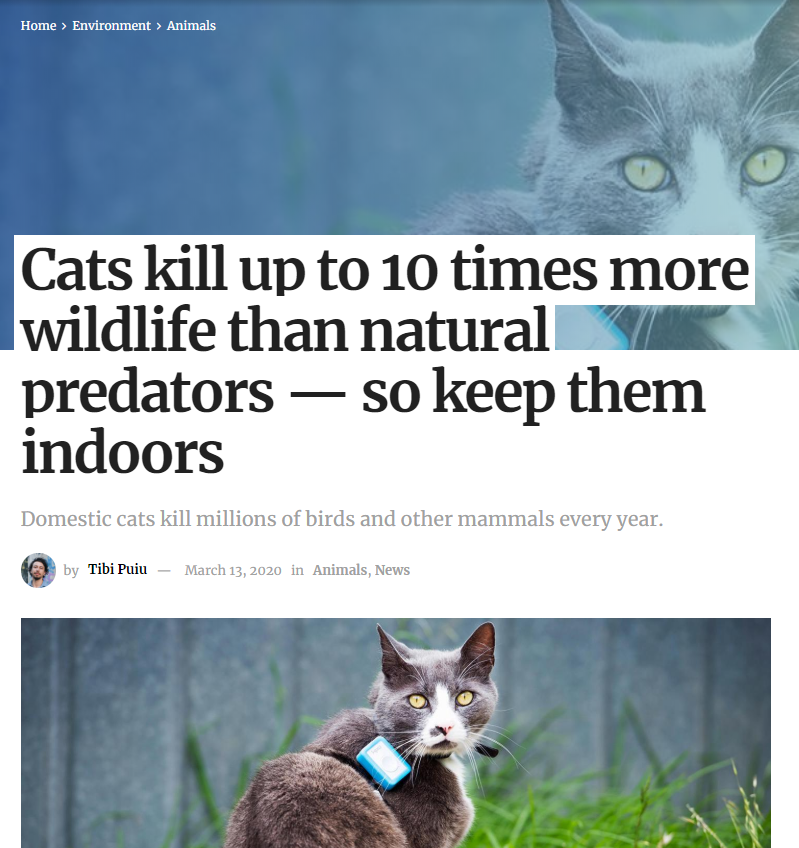 Home > Environment > Animals
Cats kill up to 10 times more
wildlife than natural
predators — so keep them
indoors
Domestic cats kill millions of birds and other mammals every year.
by Tibi Puiu — March 13, 2020 in Animals, News